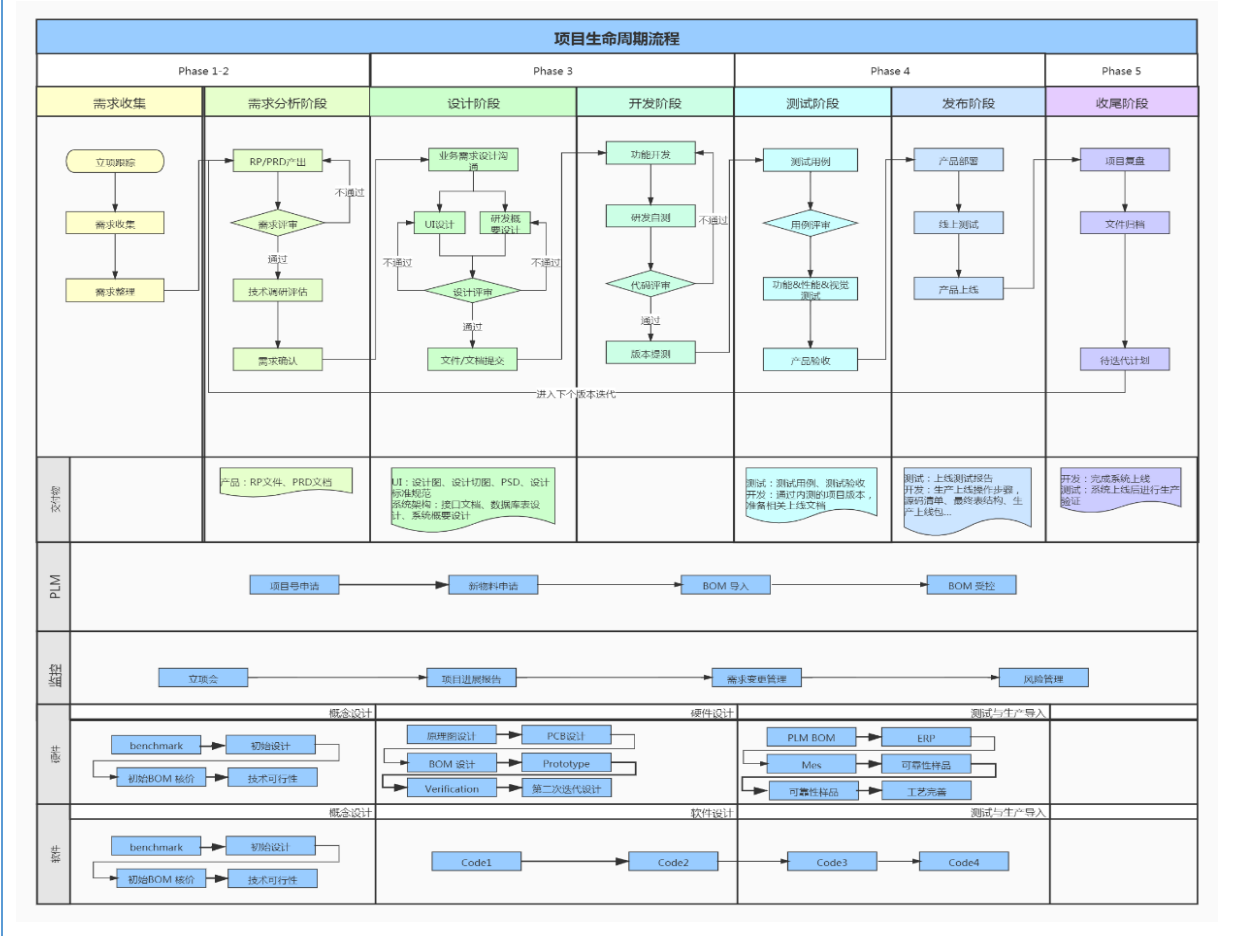 项目生命周期流程
Phase 1-2
Phase 3
Phase 4
Phase 5
需求收集
需求分析阶段
设计阶段
开发阶段
测试阶段
发布阶段
收尾阶段
立项跟踪
需求收集
需求整理
RP/PRD产出
不通过
需求评审
通过
技术调研评估
需求确认
业务需求设计沟
通
UI设计
研发概
要设计
不通过
不通过
设计评审
通过
文件/文档提交
功能开发
研发自测
不通过
代码评审
通过
版本提测
测试用例
用例评审
功能&性能&视觉
测试
产品验收
产品部署
线上测试
产品上线
项目复盘
文件归档
待迭代计划
进入下个版本迭代
交付物
产品：RP文件、PRD文档
UI：设计图、设计切图、PSD、设计
标准规范
系统架构：接口文档、数据库表设
计、系统概要设计
测试：测试用例、测试验收
开发：通过内测的项目版本，
准备相关上线文档
测试：上线测试报告
开发：生产上线操作步骤，
源码清单、最终表结构、生
产上线包...
开发：完成系统上线
测试：系统上线后进行生产
验证
PLM
项目号申请
新物料申请
BOM 导入
BOM 受控
监控
立项会
项目进展报告
需求变更管理
风险管理
硬件
概念设计
硬件设计
测试与生产导入
benchmark
初始设计
初始BOM 核价
技术可行性
原理图设计
PCB设计
BOM 设计
Prototype
Verification
第二次迭代设计
PLM BOM
ERP
Mes
可靠性样品
可靠性样品
工艺完善
软件
概念设计
软件设计
测试与生产导入
benchmark
初始设计
初始BOM 核价
技术可行性
Code1
Code2
Code3
Code4